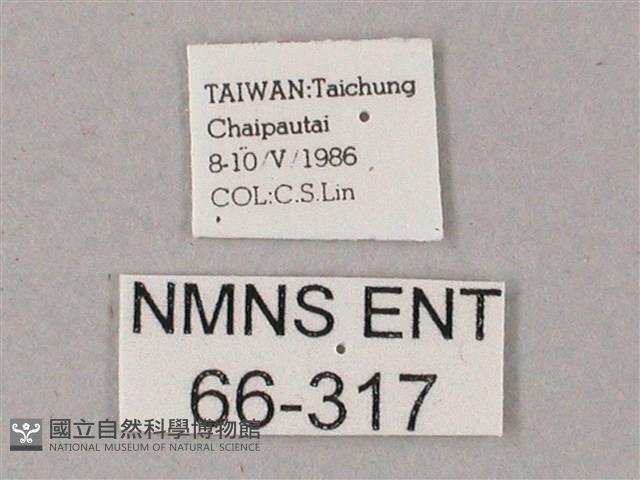 TAIWAN:Taichung
Chaipautai
8-10/V/1986
COL:C.S.Lin
NMNS ENT
66-317
國立自然科學博物館
NATIONAL MUSEUM OF NATURAL SCIENCE